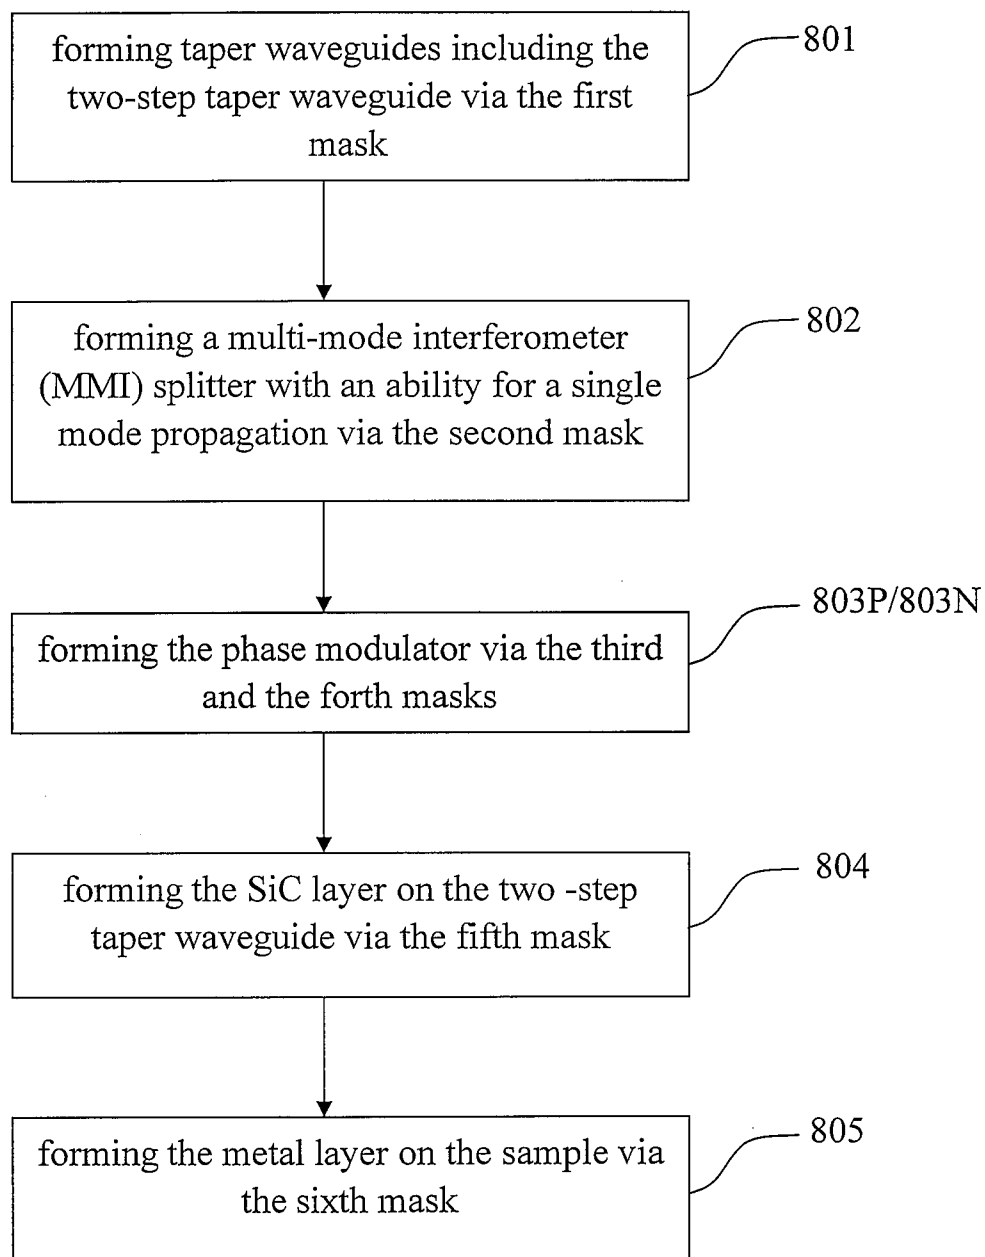 forming taper waveguides including the
two-step taper waveguide via the first
mask
801
forming a multi-mode interferometer
(MMI) splitter with an ability for a single
mode propagation via the second mask
802
forming the phase modulator via the third
and the forth masks
803P/803N
forming the SiC layer on the two -step
taper waveguide via the fifth mask
804
forming the metal layer on the sample via
the sixth mask
805